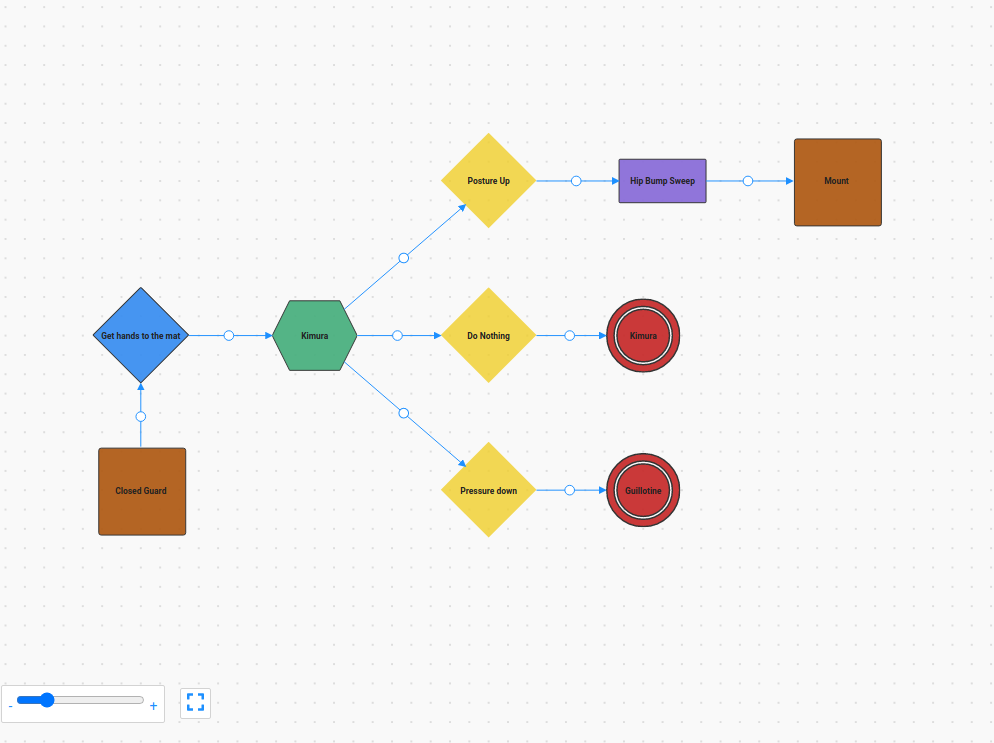 Posture Up
Hip Bump Sweep
Mount
Get hands to the mat
Kimura
Do Nothing
Kimura
Closed Guard
Pressure down
Guillotine
-
+